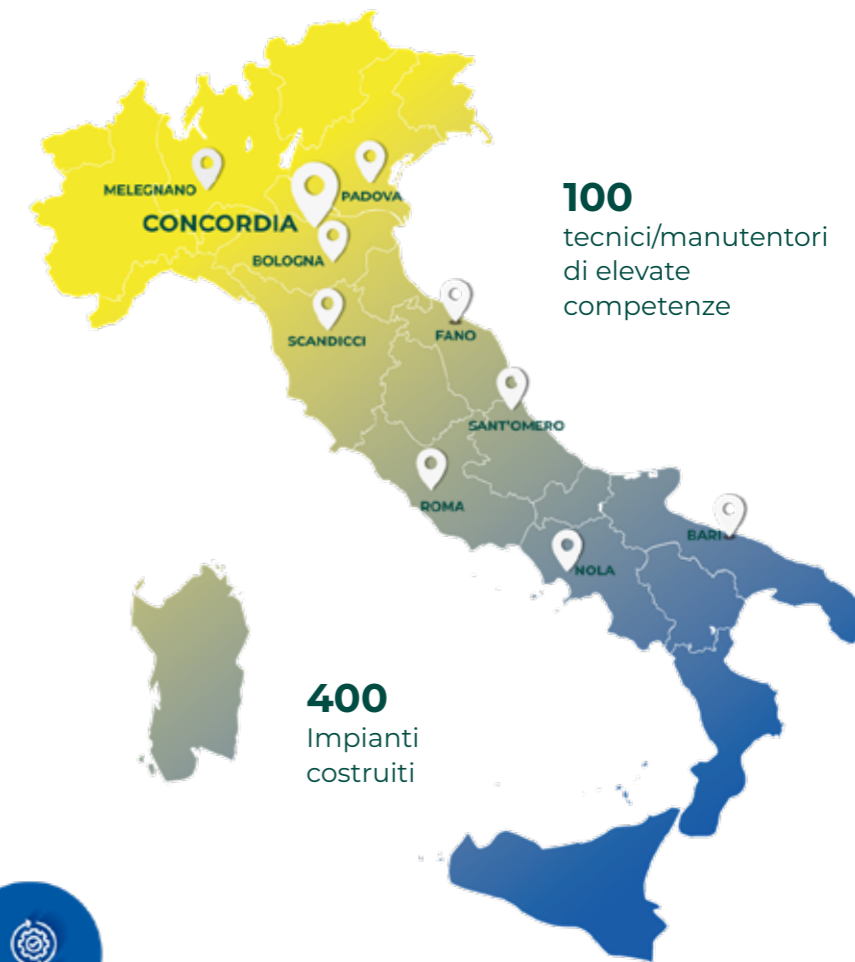 MELEGNANO
PADOVA
CONCORDIA
BOLOGNA
SCANDICCI
FANO
SANT'OMERO
ROMA
BARI
NOLA
100
tecnici/manutentori
di elevate
competenze
400
Impianti
costruiti